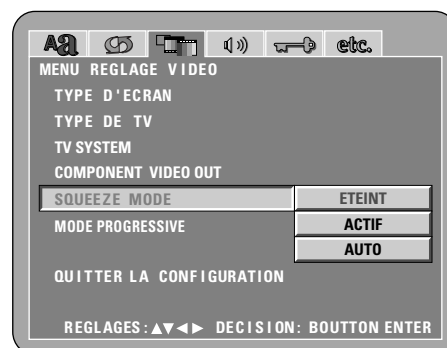 Aa etc.
MENU REGLAGE VIDEO
TYPE D'ECRAN
TYPE DE TV
TV SYSTEM
COMPONENT VIDEO OUT
SQUEEZE MODE ETEINT
MODE PROGRESSIVE ACTIF
AUTO
QUITTER LA CONFIGURATION
REGLAGES:▲▼◄► DECISION: BOUTTON ENTER